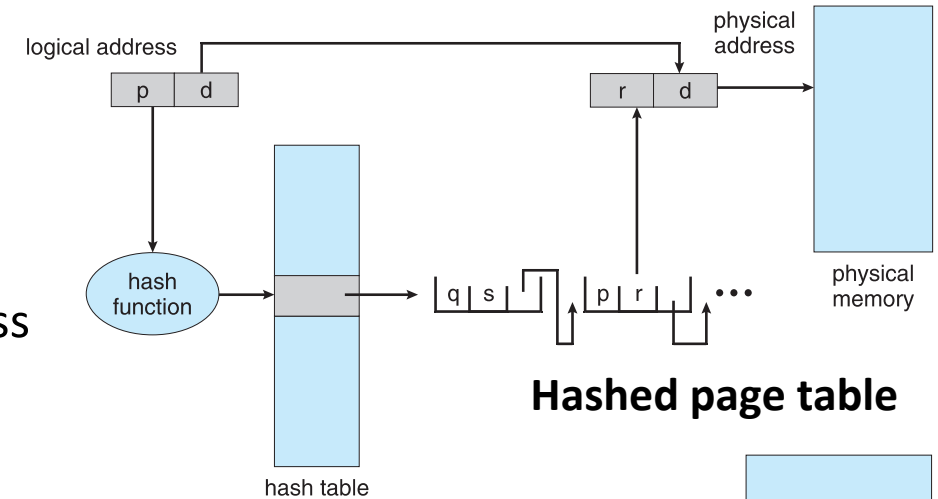 logical address
physical
address
p d
r d
hash
function
q s
p r
•••
physical
memory
ss
Hashed page table
hash table